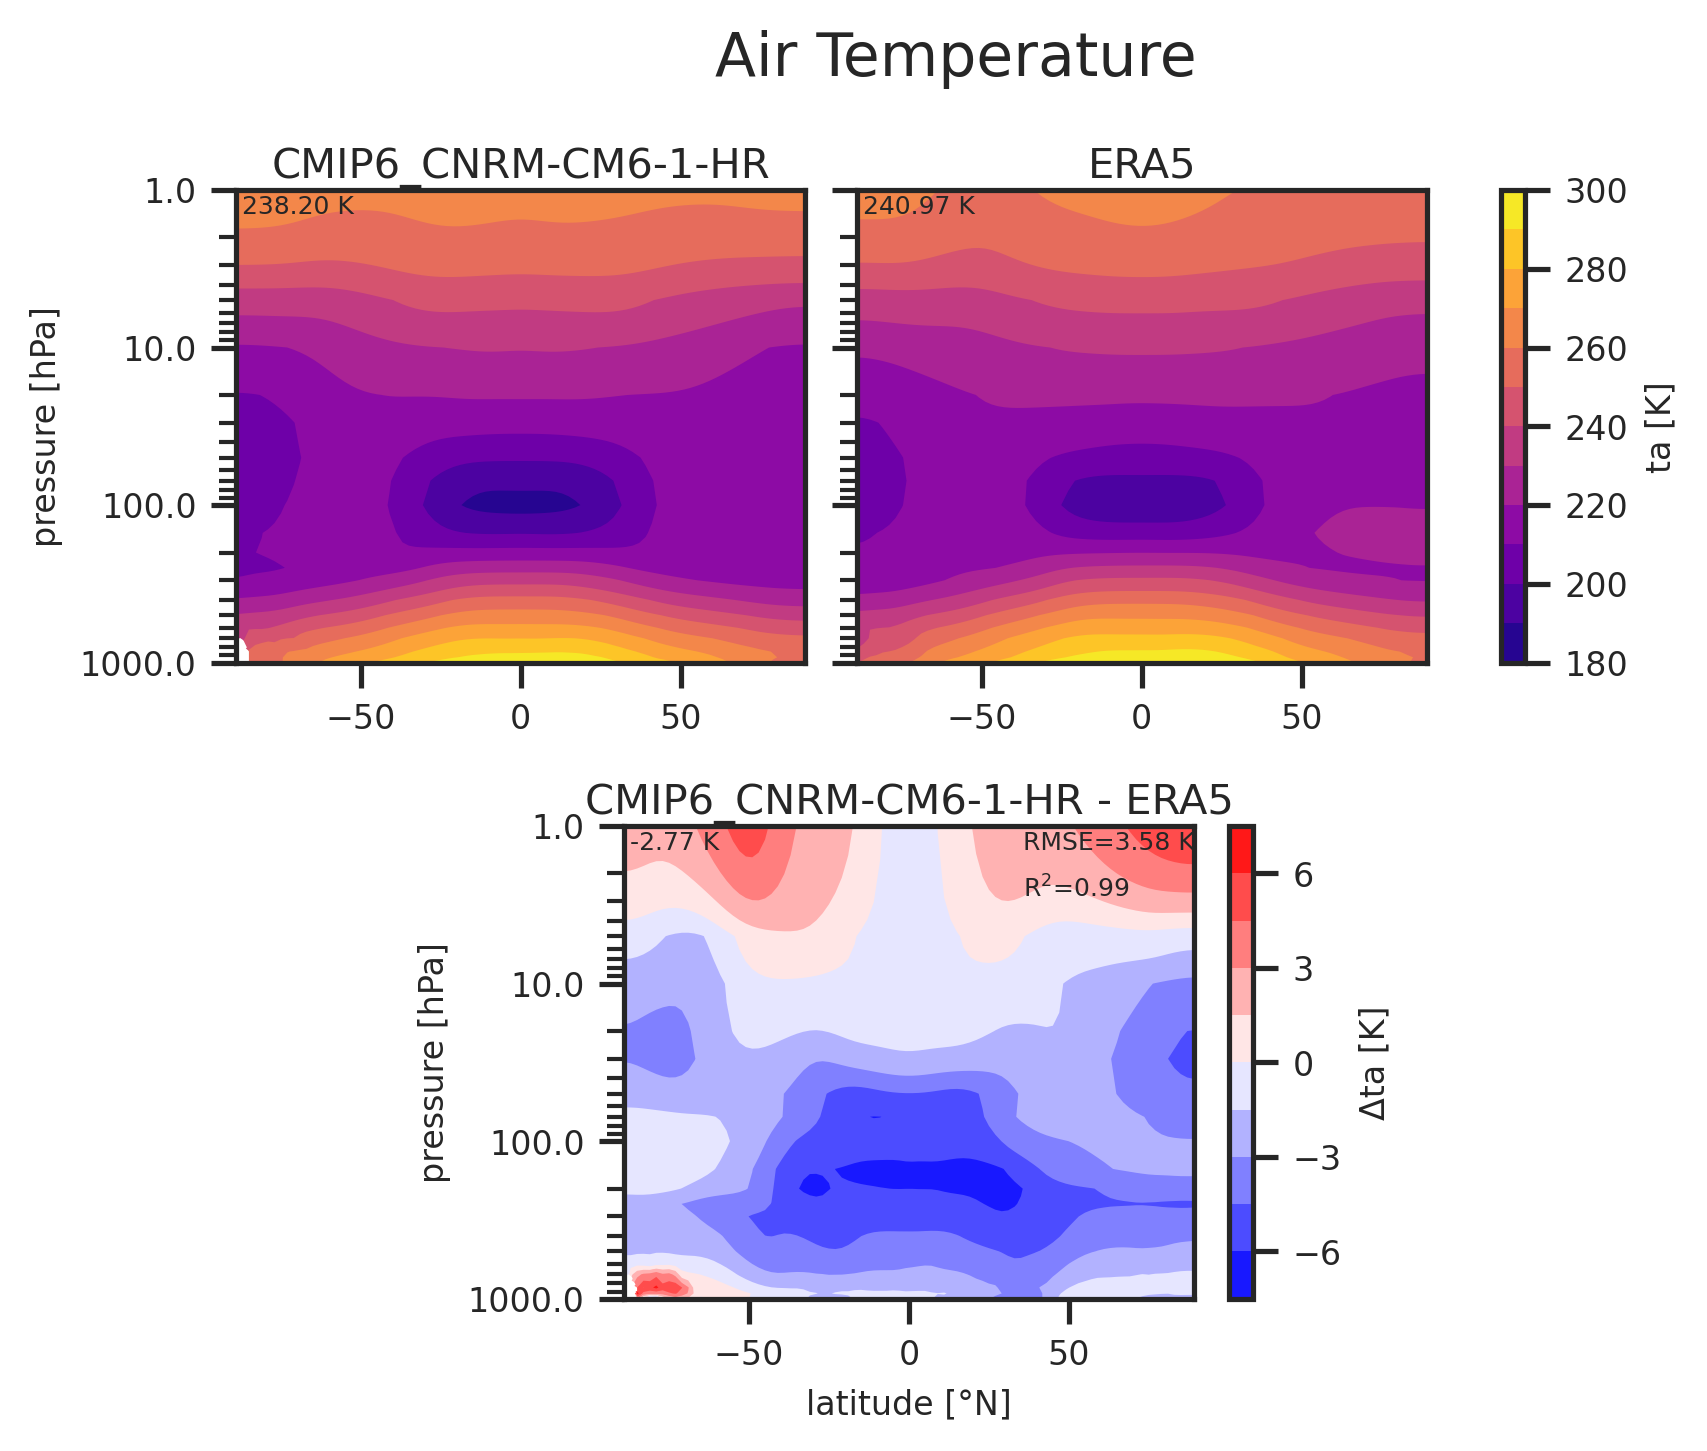 Air Temperature
CMIP6_CNRM-CM6-1-HR
ERA5
238.20 K
240.97 K
pressure [hPa]
1.0
10.0
100.0
1000.0
−50
0
50
−50
0
50
300
280
260
240
220
200
180
ta [K]
CMIP6_CNRM-CM6-1-HR - ERA5
-2.77 K
RMSE=3.58 K
R²=0.99
pressure [hPa]
1.0
10.0
100.0
1000.0
−50
0
50
latitude [°N]
6
3
0
−3
−6
Δta [K]